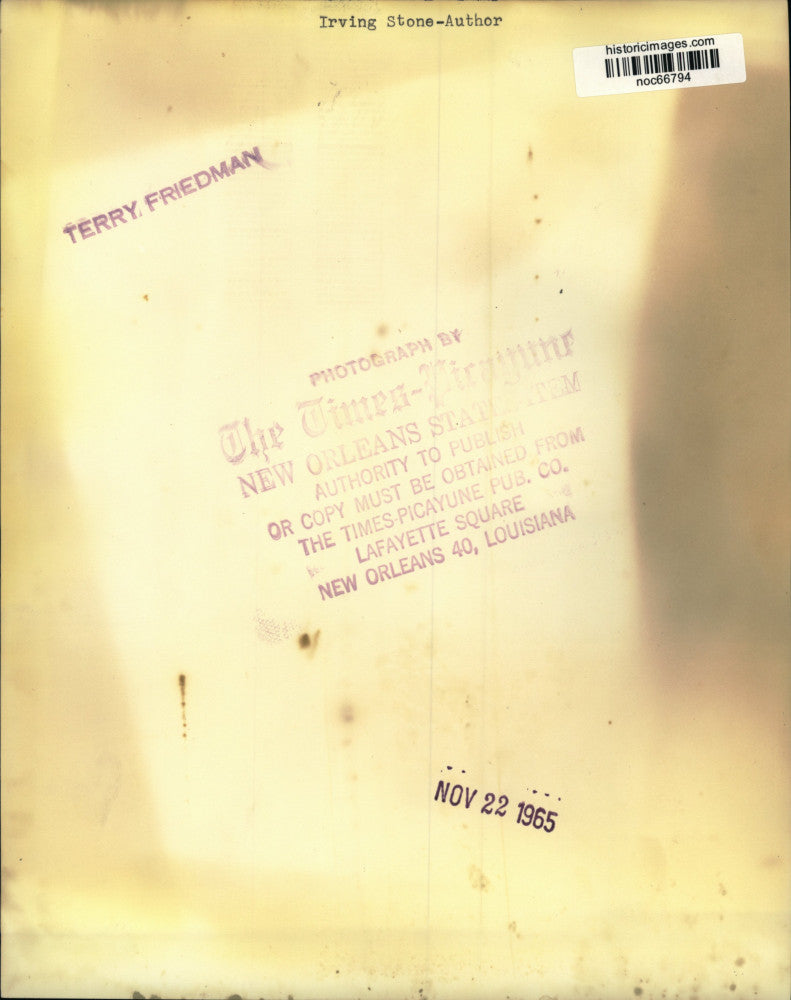 Irving Stone-Author
historicimages.com
noc66794
TERRY FRIEDMAN
PHOTOGRAPH BY
The Times-Picayune
NEW ORLEANS STATES ITEM
AUTHORITY TO PUBLISH
OR COPY MUST BE OBTAINED FROM
THE TIMES-PICAYUNE PUB. CO.
LAFAYETTE SQUARE
NEW ORLEANS 40, LOUISIANA
NOV 22 1965